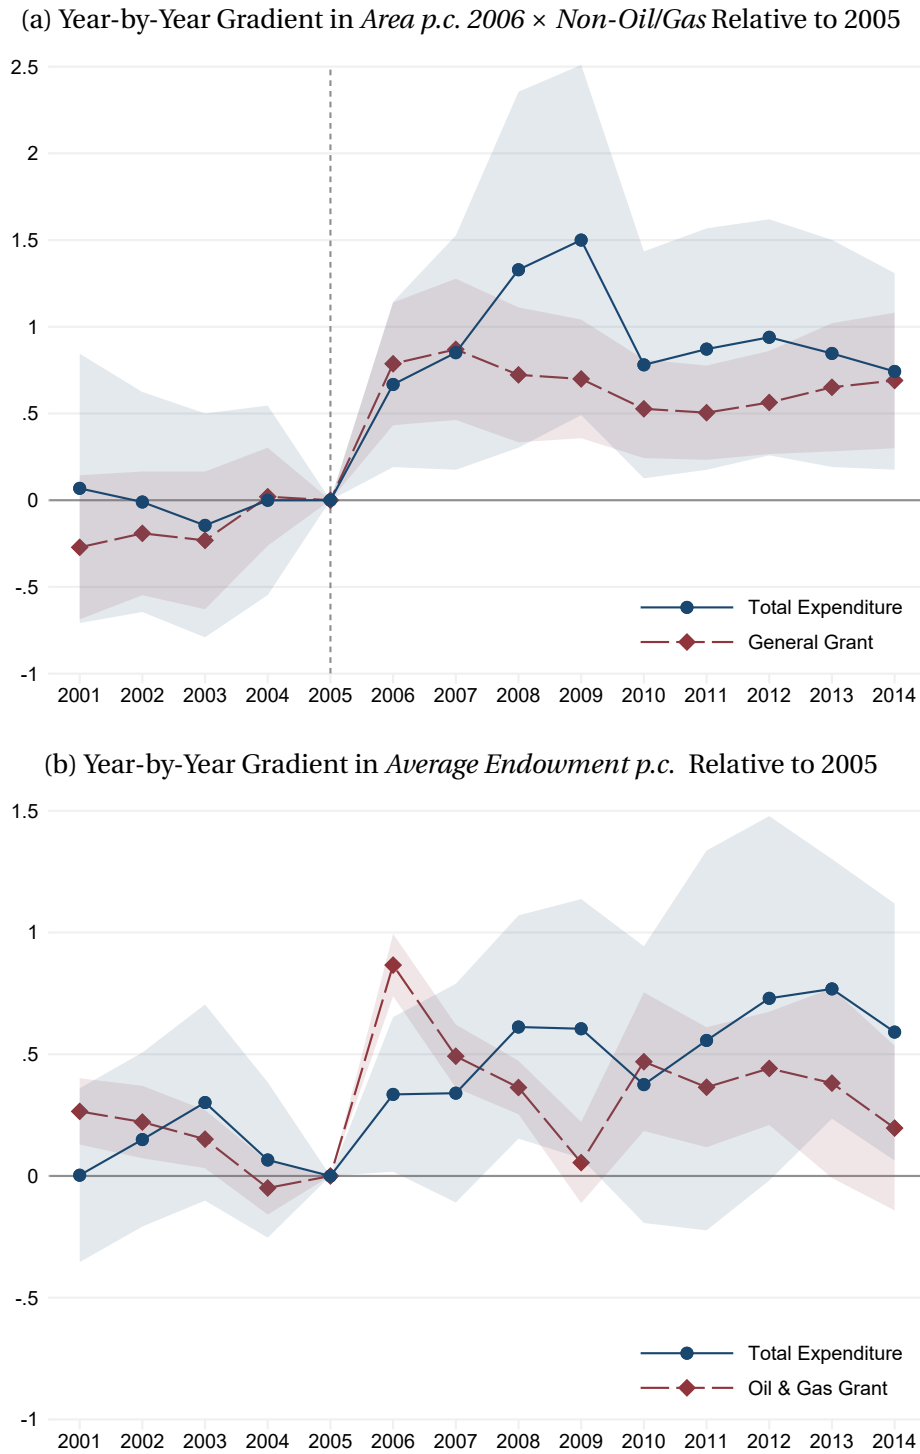 (a) Year-by-Year Gradient in Area p.c. 2006 × Non-Oil/Gas Relative to 2005
2.5
2
1.5
1
.5
0
-.5
-1
Total Expenditure
General Grant
2001 2002 2003 2004 2005 2006 2007 2008 2009 2010 2011 2012 2013 2014
(b) Year-by-Year Gradient in Average Endowment p.c. Relative to 2005
1.5
1
.5
0
-.5
-1
Total Expenditure
Oil & Gas Grant
2001 2002 2003 2004 2005 2006 2007 2008 2009 2010 2011 2012 2013 2014